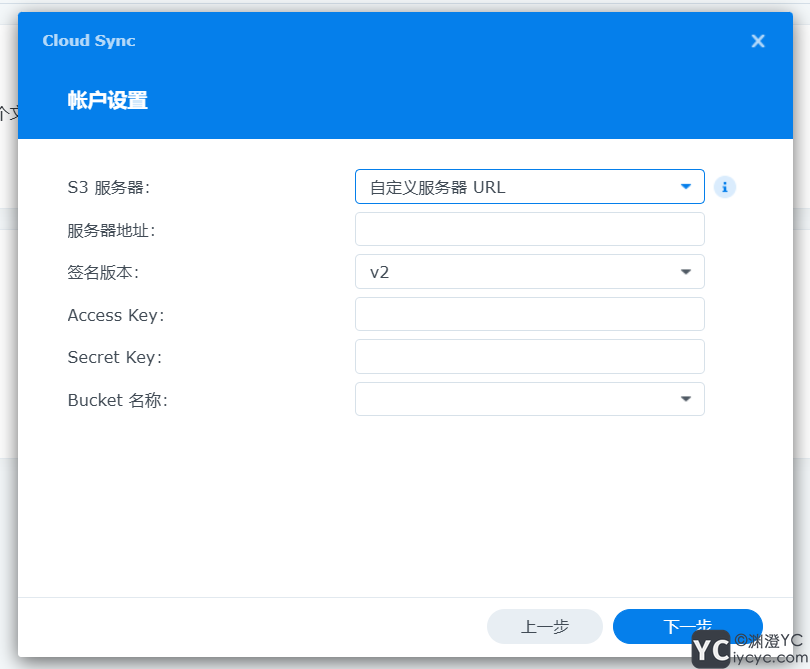 Cloud Sync
帐户设置
个文
S3 服务器:
自定义服务器 URL
服务器地址:
签名版本:
v2
Access Key:
Secret Key:
Bucket 名称:
上一步
下一步
©渊澄YC
YC iycyc.com